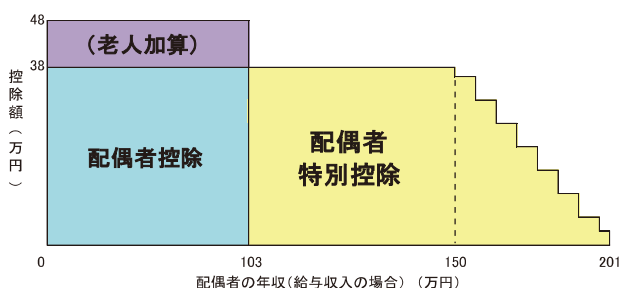 48
(老人加算)
38
控除額(万円)
配偶者控除
配偶者
特別控除
0
103
150
201
配偶者の年収(給与収入の場合)(万円)